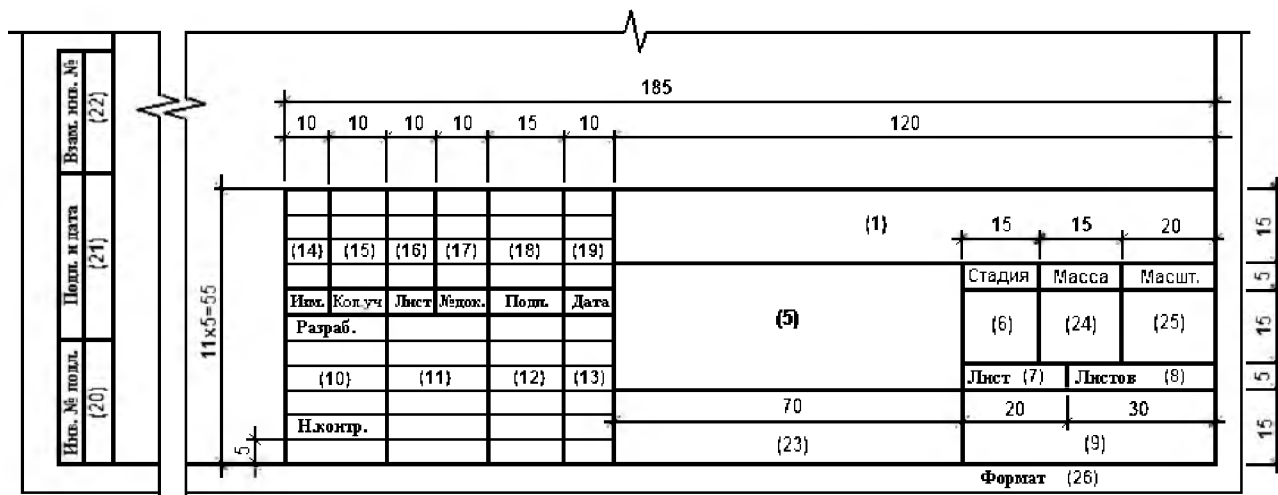 185
10 10 10 10 15 10 120
Взам. инв. №
(22)
Подп. и дата
(21)
Инв. № подл.
(20)
11х5=55
5
(1)
15 15 20
(14) (15) (16) (17) (18) (19)
Стадия Масса Масшт.
Изм. Кол.уч Лист №док. Подп. Дата
(5)
(6) (24) (25)
Разраб.
(10) (11) (12) (13)
Лист (7) Листов (8)
70 20 30
Н.контр.
(23)
(9)
Формат (26)
15
5
15
5
15